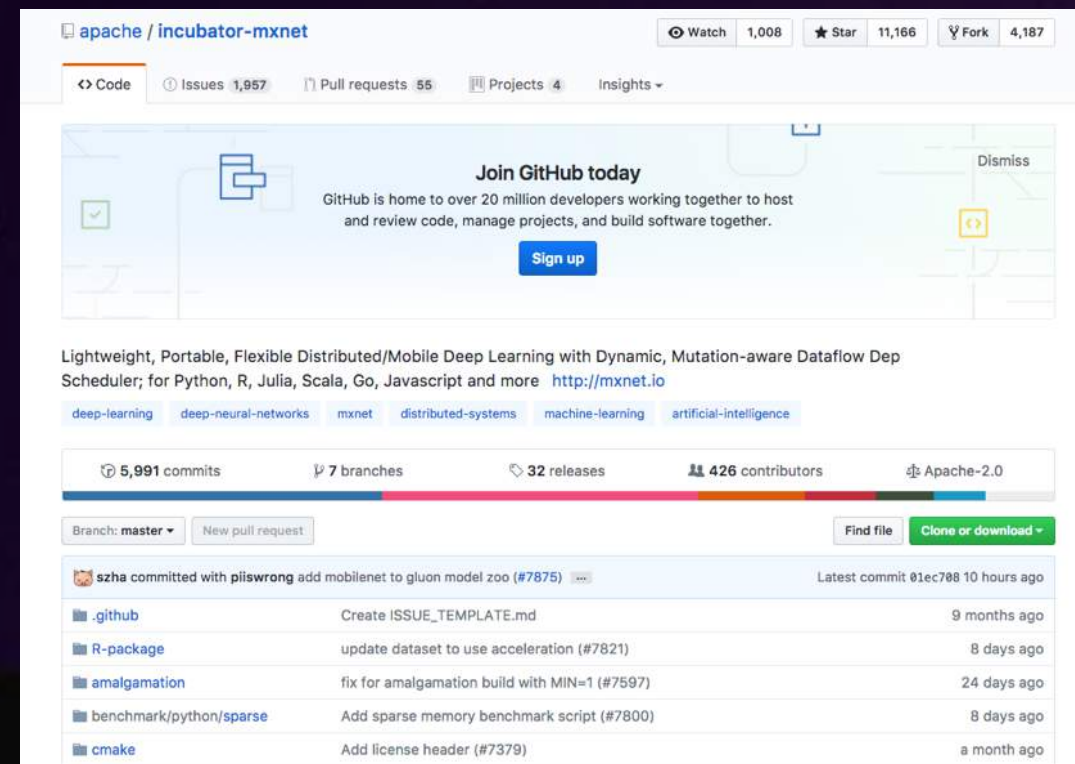 apache / incubator-mxnet
Watch 1,008 Star 11,166 Fork 4,187
Code Issues 1,957 Pull requests 55 Projects 4 Insights
Join GitHub today
Dismiss
GitHub is home to over 20 million developers working together to host
and review code, manage projects, and build software together.
Sign up
Lightweight, Portable, Flexible Distributed/Mobile Deep Learning with Dynamic, Mutation-aware Dataflow Dep
Scheduler; for Python, R, Julia, Scala, Go, Javascript and more http://mxnet.io
deep-learning deep-neural-networks mxnet distributed-systems machine-learning artificial-intelligence
5,991 commits 7 branches 32 releases 426 contributors Apache-2.0
Branch: master New pull request Find file Clone or download
szha committed with piiswrong add mobilenet to gluon model zoo (#7875) ... Latest commit 01ec708 10 hours ago
.github Create ISSUE_TEMPLATE.md 9 months ago
R-package update dataset to use acceleration (#7821) 8 days ago
amalgamation fix for amalgamation build with MIN=1 (#7597) 24 days ago
benchmark/python/sparse Add sparse memory benchmark script (#7800) 8 days ago
cmake Add license header (#7379) a month ago